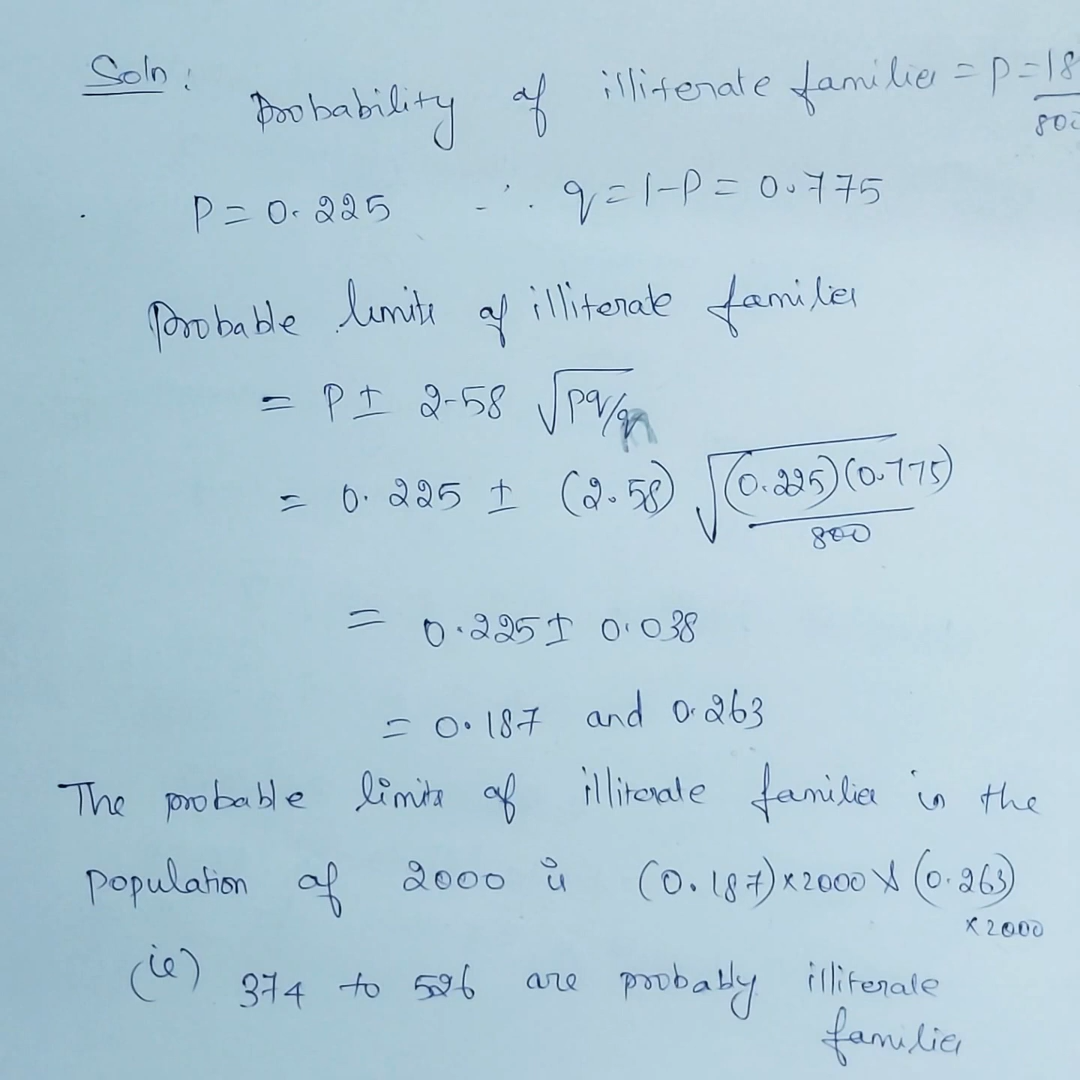 Soln :
Probability of illiterate families = P = 18
800
P = 0.225 ∴ q = 1-P = 0.775
Probable limits of illiterate families
= P ± 2.58 √pq/n
= 0.225 ± (2.58) √(0.225)(0.775)
800
= 0.225 ± 0.038
= 0.187 and 0.263
The probable limits of illiterate families in the
population of 2000 is (0.187)×2000 & (0.263)
×2000
(ie) 374 to 526 are probably illiterate
families